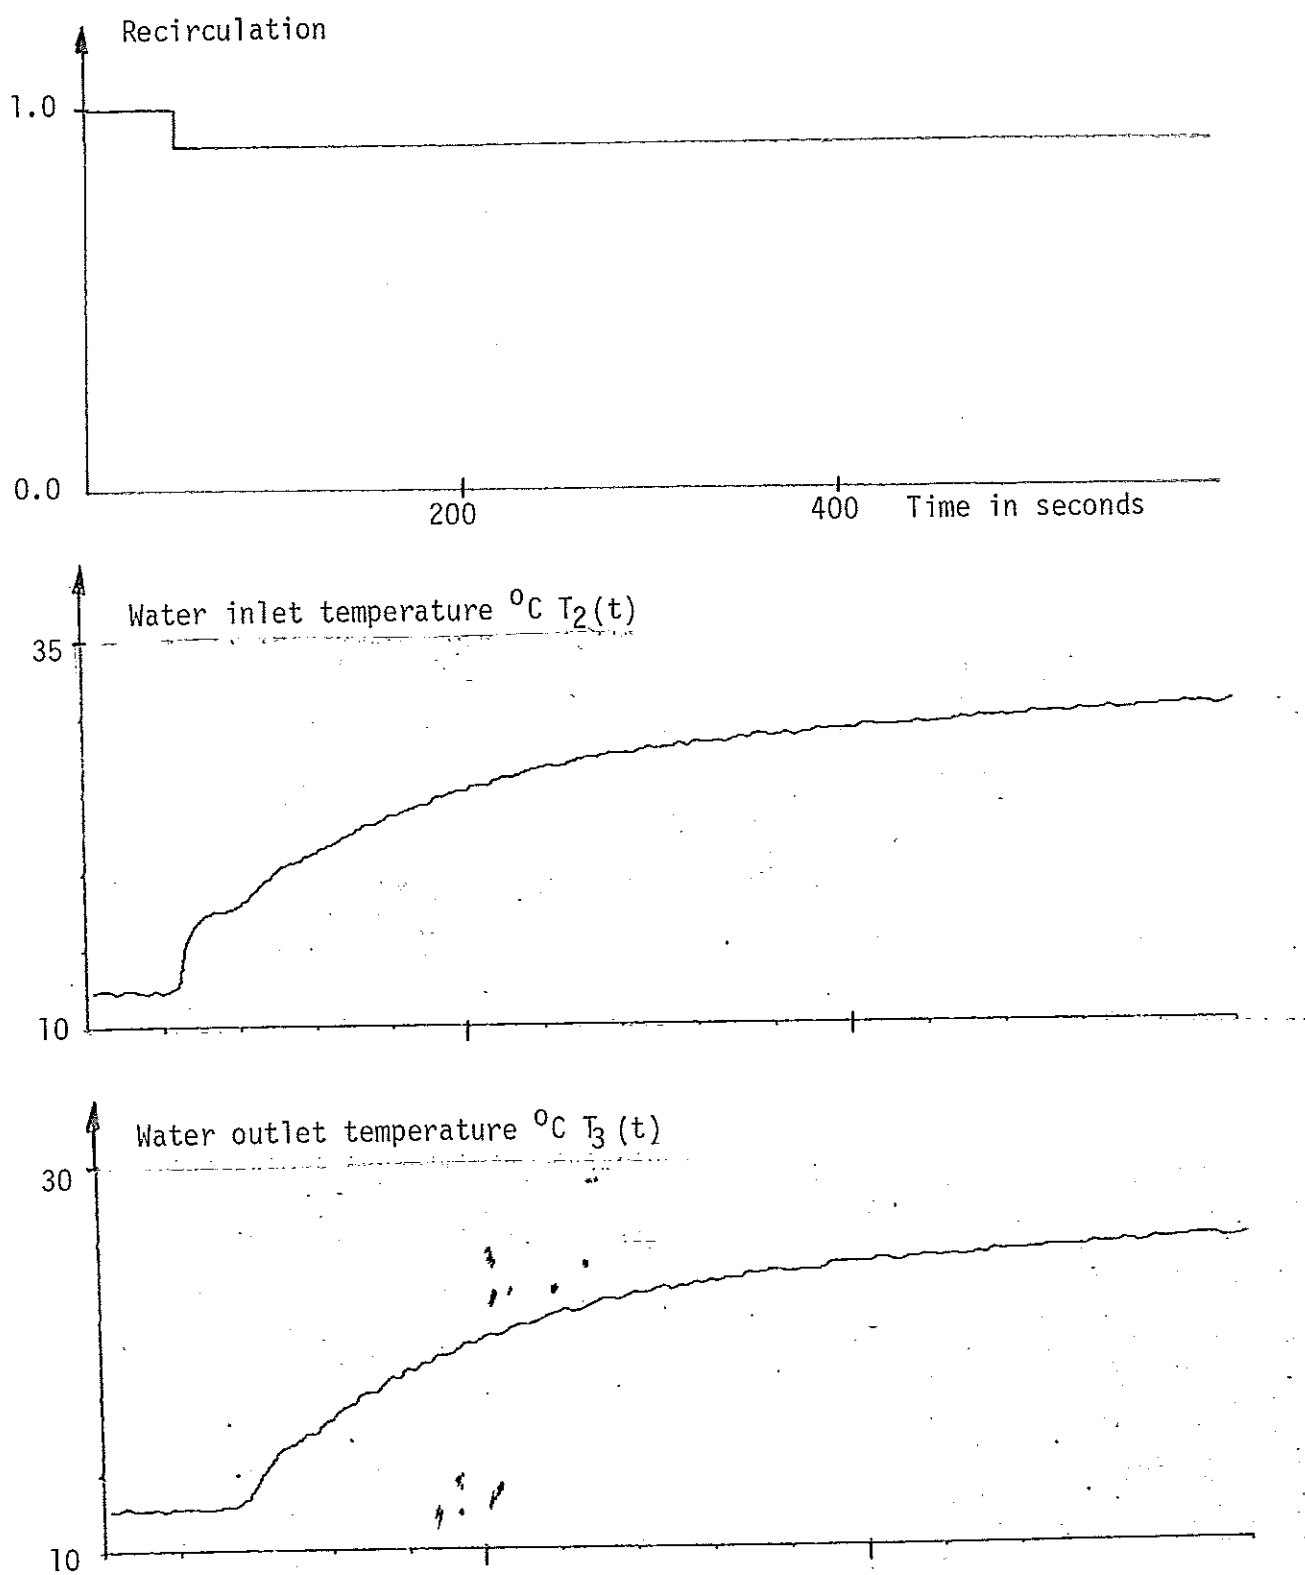 Recirculation
1.0
0.0
200
400 Time in seconds
Water inlet temperature °C T2(t)
35
10
Water outlet temperature °C T3(t)
30
10